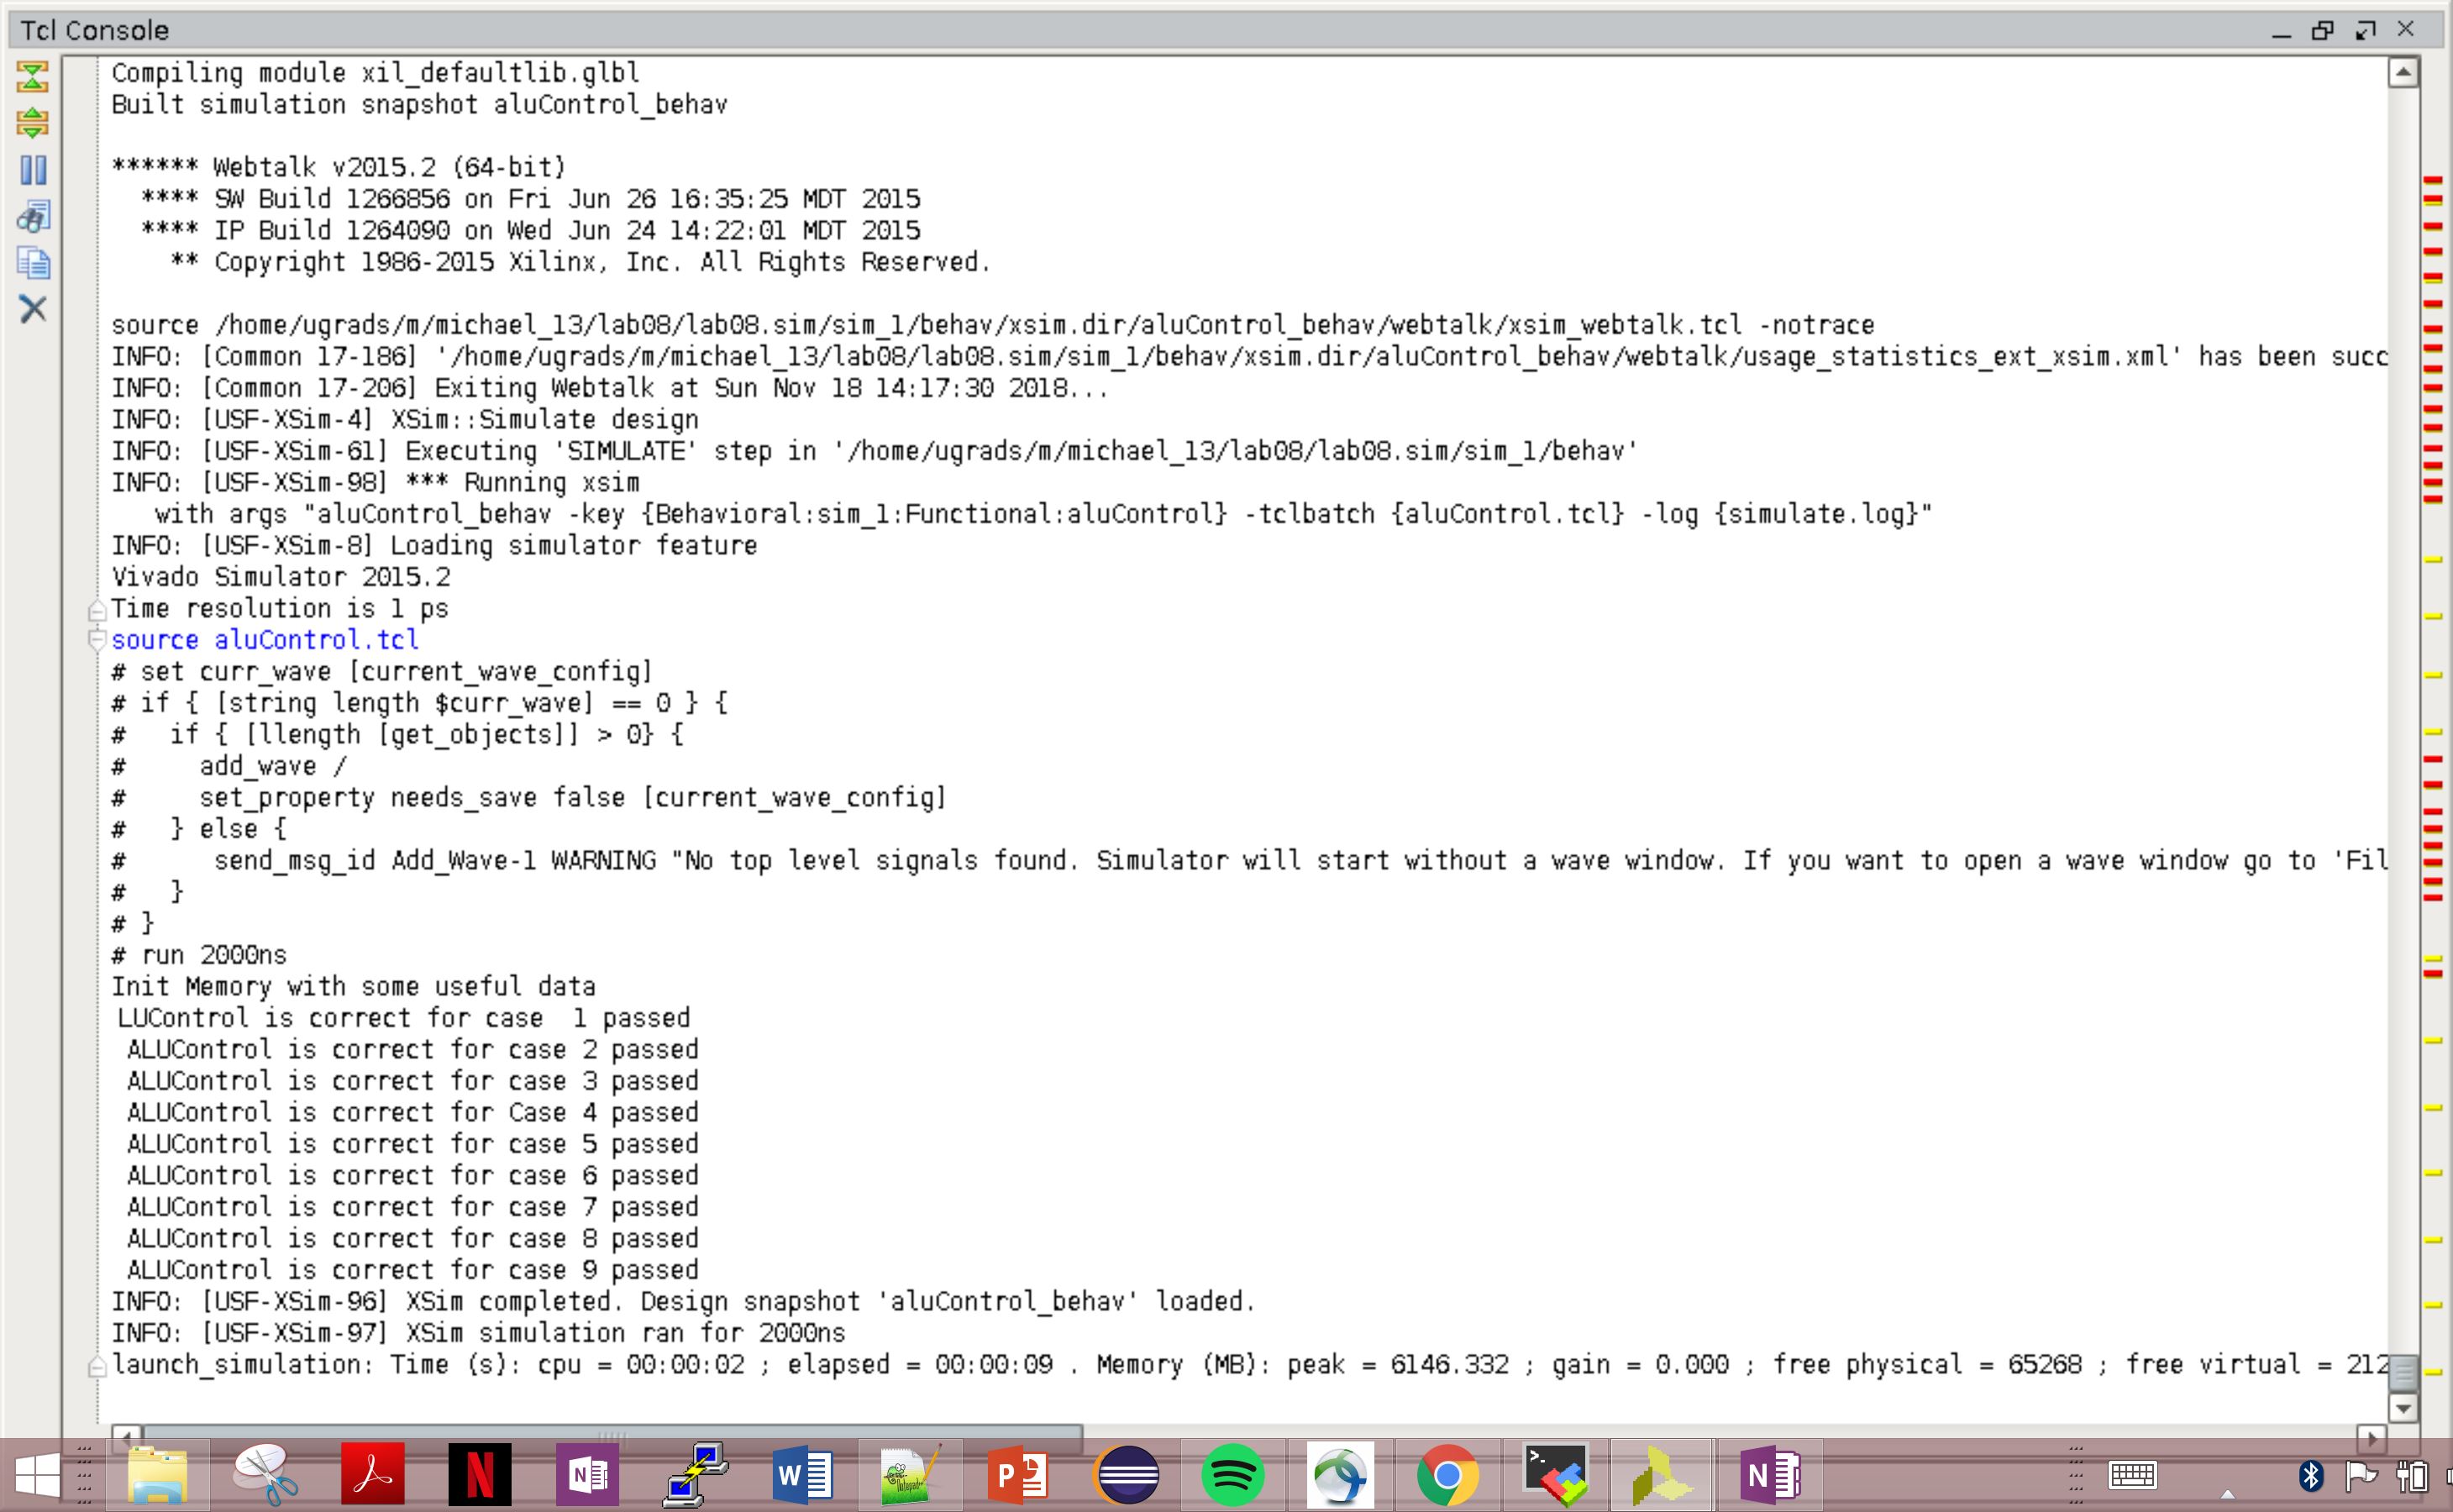 Tcl Console
Compiling module xil_defaultlib.glbl
Built simulation snapshot aluControl_behav
****** Webtalk v2015.2 (64-bit)
**** SW Build 1266856 on Fri Jun 26 16:35:25 MDT 2015
**** IP Build 1264090 on Wed Jun 24 14:22:01 MDT 2015
** Copyright 1986-2015 Xilinx, Inc. All Rights Reserved.
source /home/ugrads/m/michael_13/lab08/lab08.sim/sim_1/behav/xsim.dir/aluControl_behav/webtalk/xsim_webtalk.tcl -notrace
INFO: [Common 17-186] '/home/ugrads/m/michael_13/lab08/lab08.sim/sim_1/behav/xsim.dir/aluControl_behav/webtalk/usage_statistics_ext_xsim.xml' has been succ
INFO: [Common 17-206] Exiting Webtalk at Sun Nov 18 14:17:30 2018...
INFO: [USF-XSim-4] XSim::Simulate design
INFO: [USF-XSim-61] Executing 'SIMULATE' step in '/home/ugrads/m/michael_13/lab08/lab08.sim/sim_1/behav'
INFO: [USF-XSim-98] *** Running xsim
with args "aluControl_behav -key {Behavioral:sim_1:Functional:aluControl} -tclbatch {aluControl.tcl} -log {simulate.log}"
INFO: [USF-XSim-8] Loading simulator feature
Vivado Simulator 2015.2
Time resolution is 1 ps
source aluControl.tcl
# set curr_wave [current_wave_config]
# if { [string length $curr_wave] == 0 } {
#   if { [llength [get_objects]] > 0} {
#     add_wave /
#     set_property needs_save false [current_wave_config]
#   } else {
#      send_msg_id Add_Wave-1 WARNING "No top level signals found. Simulator will start without a wave window. If you want to open a wave window go to 'Fil
#   }
# }
# run 2000ns
Init Memory with some useful data
LUControl is correct for case  1 passed
ALUControl is correct for case 2 passed
ALUControl is correct for case 3 passed
ALUControl is correct for Case 4 passed
ALUControl is correct for case 5 passed
ALUControl is correct for case 6 passed
ALUControl is correct for case 7 passed
ALUControl is correct for case 8 passed
ALUControl is correct for case 9 passed
INFO: [USF-XSim-96] XSim completed. Design snapshot 'aluControl_behav' loaded.
INFO: [USF-XSim-97] XSim simulation ran for 2000ns
launch_simulation: Time (s): cpu = 00:00:02 ; elapsed = 00:00:09 . Memory (MB): peak = 6146.332 ; gain = 0.000 ; free physical = 65268 ; free virtual = 212